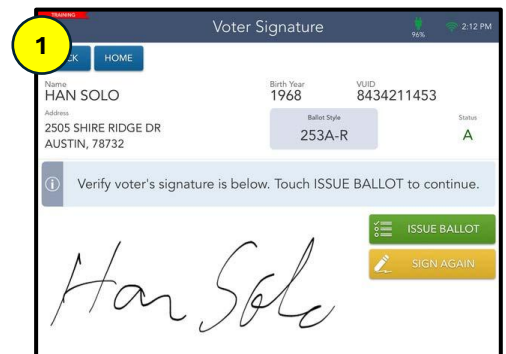 TRAINING
Voter Signature
96%
2:12 PM
1
CK
HOME
Name
HAN SOLO
Birth Year
1968
VUID
8434211453
Address
2505 SHIRE RIDGE DR
AUSTIN, 78732
Ballot Style
253A-R
Status
A
Verify voter's signature is below. Touch ISSUE BALLOT to continue.
ISSUE BALLOT
SIGN AGAIN
Han Solo